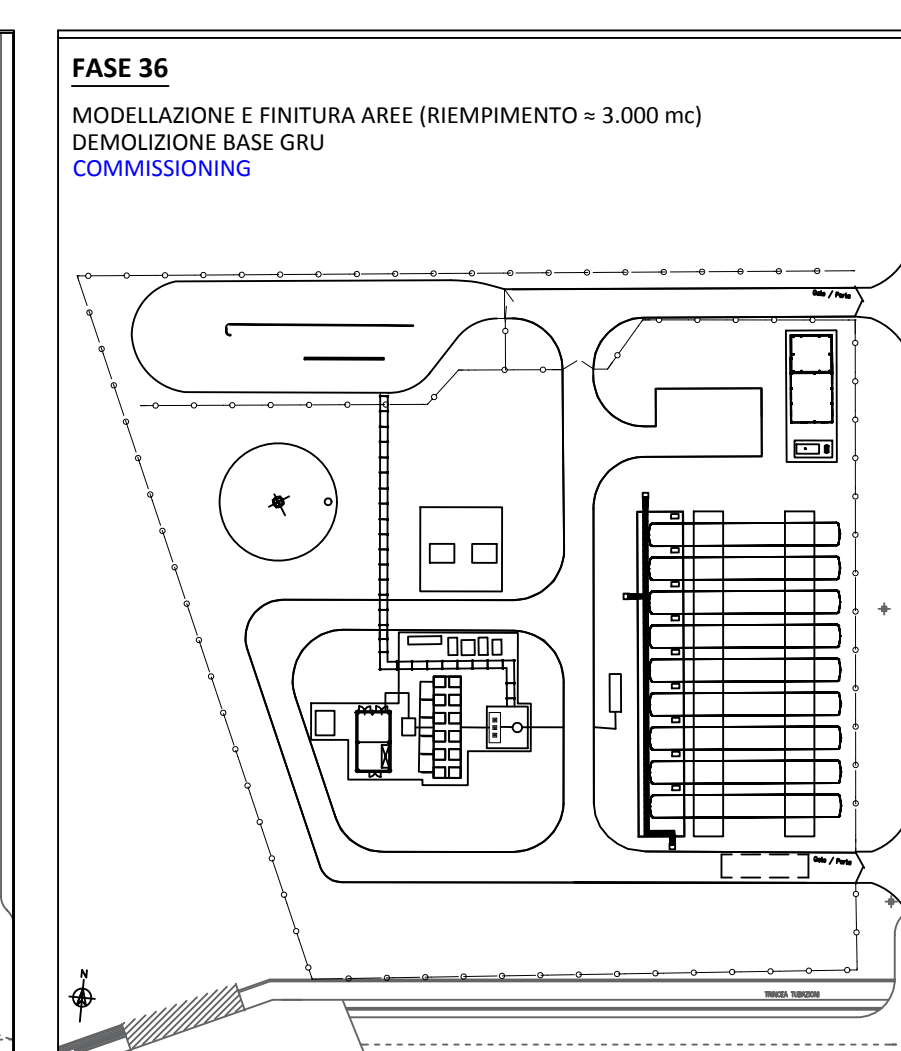 FASE 36
MODELLAZIONE E FINITURA AREE (RIEMPIMENTO ≈ 3.000 mc)
DEMOLIZIONE BASE GRU
COMMISSIONING
Gate / Porta
Gate / Porta
N
TRINCEA TUBAZIONI